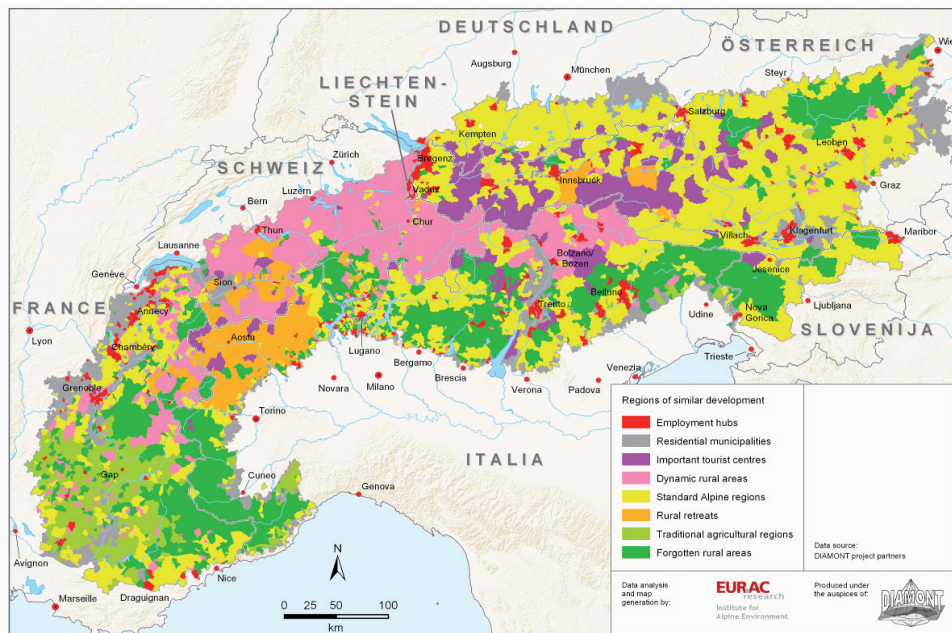 DEUTSCHLAND
ÖSTERREICH
Wie
Augsburg
München
Steyr
LIECHTEN-
STEIN
Salzburg
Kempten
Leoben
Zürich
Bregenz
SCHWEIZ
Innsbruck
Luzern
Vaduz
Graz
Bern
Chur
Thun
Villach
Klagenfurt
Maribor
Lausanne
Bolzano/
Bozen
Jesenice
Genève
Sion
Belluno
Ljubljana
FRANCE
Annecy
Trento
Nova
Gorica
Udine
SLOVENIJA
Lyon
Aosta
Chambéry
Lugano
Trieste
Bergamo
Grenoble
Novara
Milano
Brescia
Verona
Padova
Venezia
Torino
ITALIA
Gap
Cuneo
Genova
Avignon
Nice
Marseille
Draguignan
N
0 25 50 100
km
Regions of similar development
Employment hubs
Residential municipalities
Important tourist centres
Dynamic rural areas
Standard Alpine regions
Rural retreats
Traditional agricultural regions
Forgotten rural areas
Data source:
DIAMONT project partners
Data analysis
and map
generation by:
EURAC
research
Institute for
Alpine Environment
Produced under
the auspices of:
DIAMONT